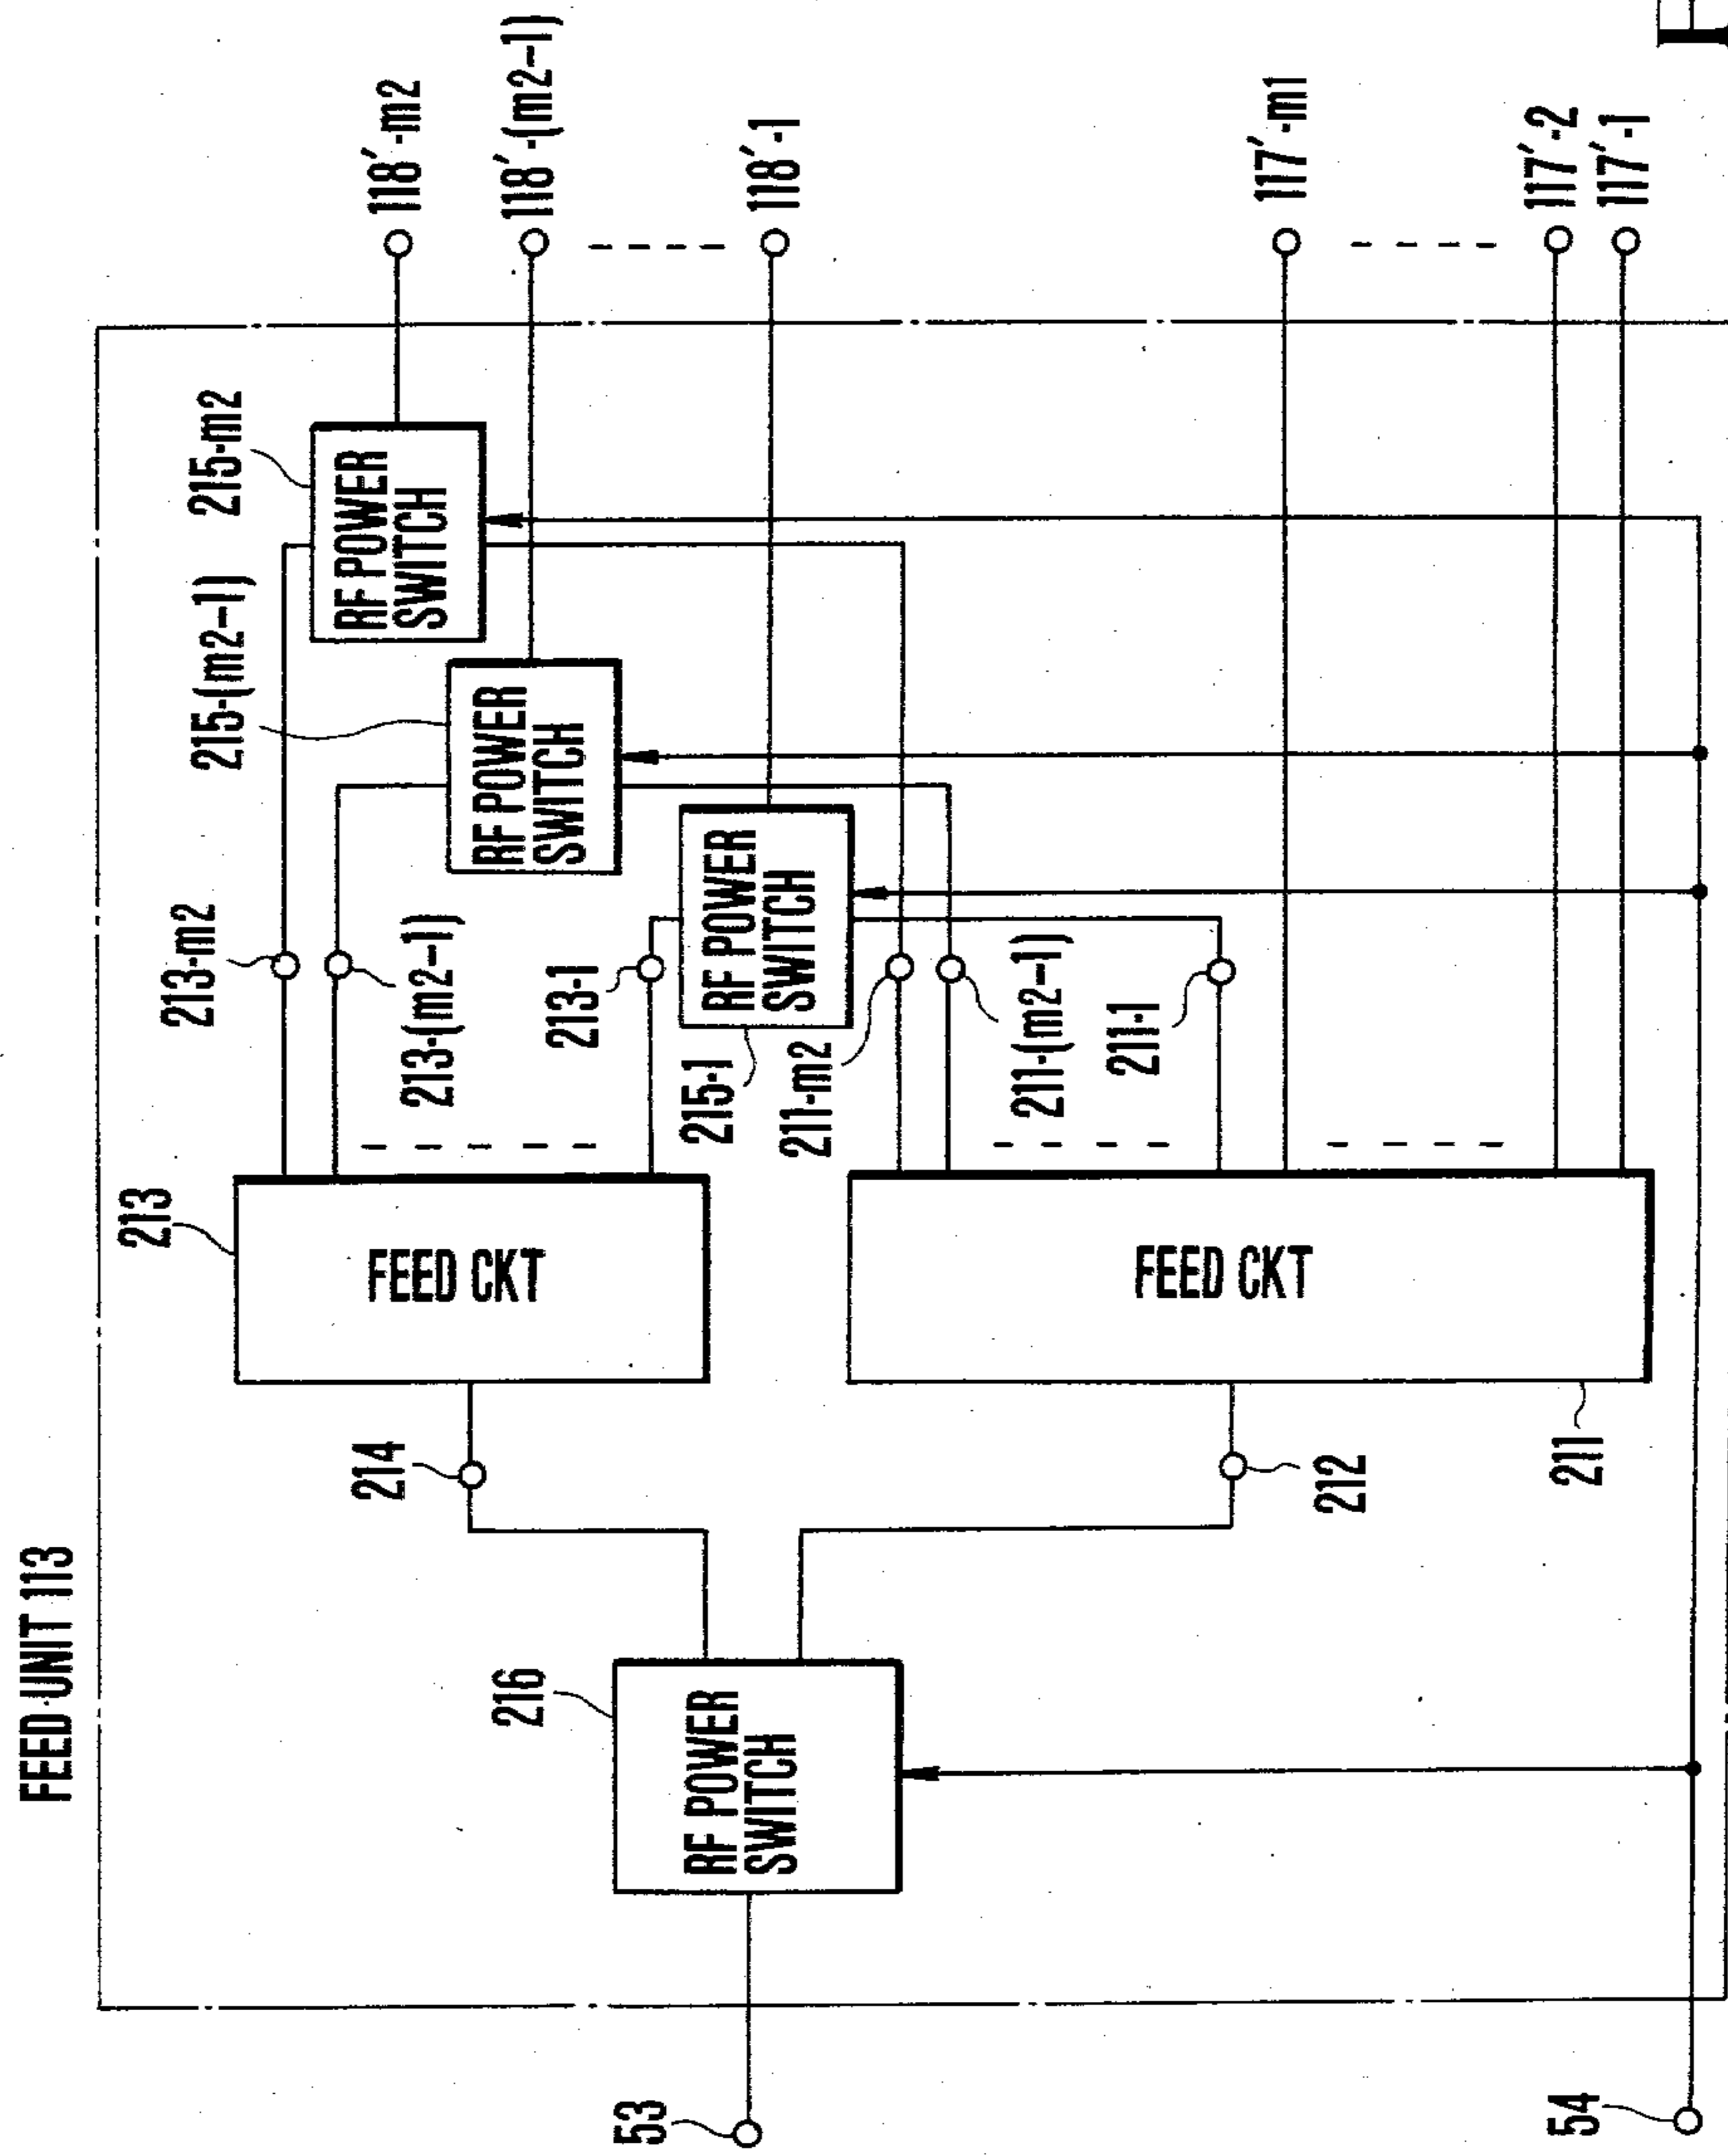 FEED UNIT 113
53
54
216
RF POWER
SWITCH
214
212
213
FEED CKT
211
FEED CKT
213-m2
213-(m2-1)
213-1
215-1
211-m2
211-(m2-1)
211-1
215-m2
RF POWER
SWITCH
215-(m2-1)
RF POWER
SWITCH
RF POWER
SWITCH
118'-m2
118'-(m2-1)
118'-1
117'-m1
117'-2
117'-1